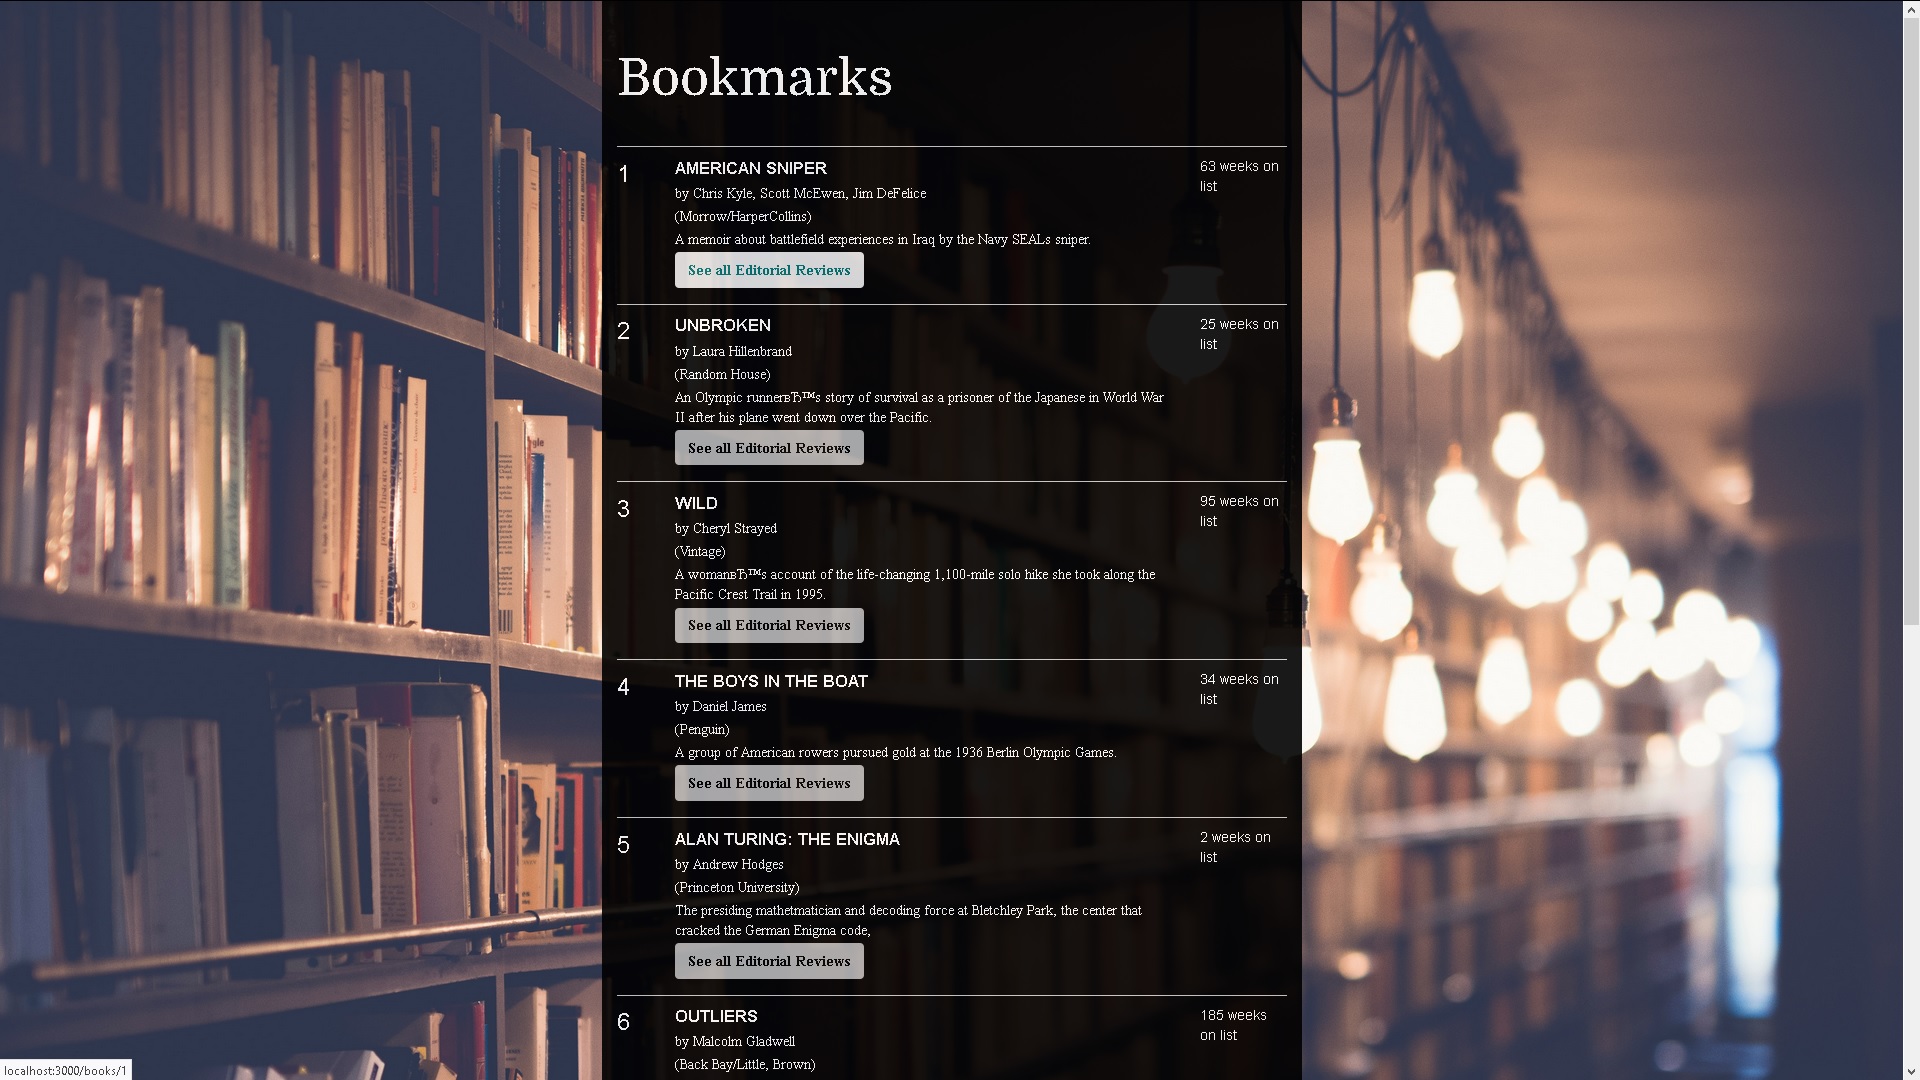 Bookmarks
1
AMERICAN SNIPER
63 weeks on
list
by Chris Kyle, Scott McEwen, Jim DeFelice
(Morrow/HarperCollins)
A memoir about battlefield experiences in Iraq by the Navy SEALs sniper.
See all Editorial Reviews
2
UNBROKEN
25 weeks on
list
by Laura Hillenbrand
(Random House)
An Olympic runnerвЂ™s story of survival as a prisoner of the Japanese in World War
II after his plane went down over the Pacific.
See all Editorial Reviews
3
WILD
95 weeks on
list
by Cheryl Strayed
(Vintage)
A womanвЂ™s account of the life-changing 1,100-mile solo hike she took along the
Pacific Crest Trail in 1995.
See all Editorial Reviews
4
THE BOYS IN THE BOAT
34 weeks on
list
by Daniel James
(Penguin)
A group of American rowers pursued gold at the 1936 Berlin Olympic Games.
See all Editorial Reviews
5
ALAN TURING: THE ENIGMA
2 weeks on
list
by Andrew Hodges
(Princeton University)
The presiding mathetmatician and decoding force at Bletchley Park, the center that
cracked the German Enigma code,
See all Editorial Reviews
6
OUTLIERS
185 weeks
on list
by Malcolm Gladwell
(Back Bay/Little, Brown)
localhost:3000/books/1